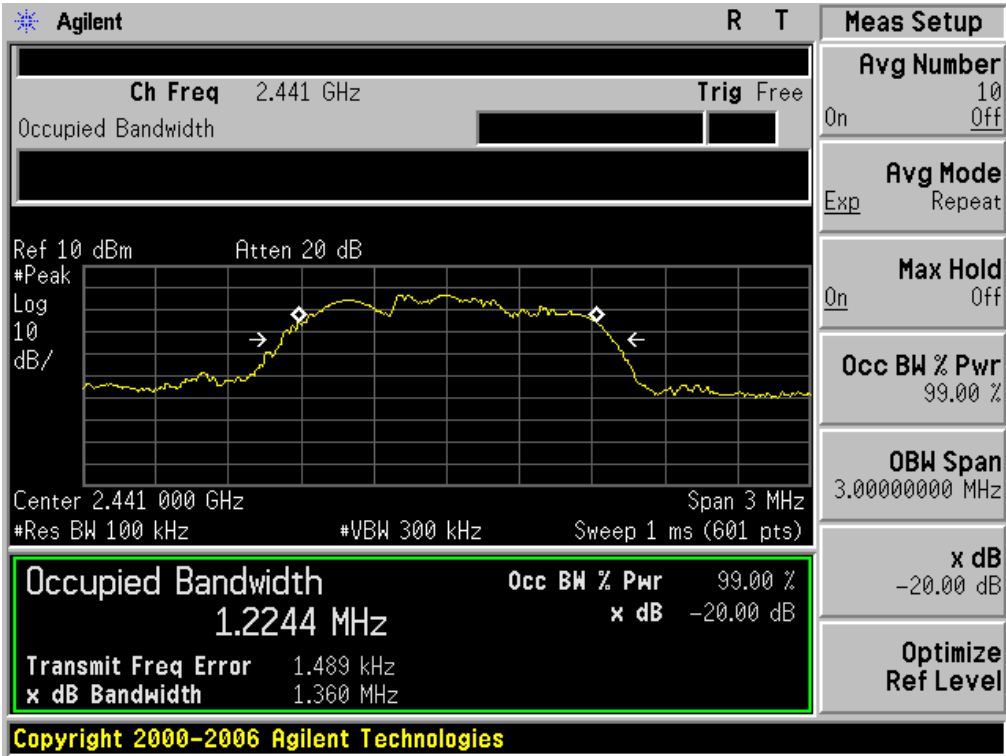 Agilent R T
Ch Freq 2.441 GHz Trig Free
Occupied Bandwidth
Ref 10 dBm Atten 20 dB
#Peak
Log
10
dB/
Center 2.441 000 GHz Span 3 MHz
#Res BW 100 kHz #VBW 300 kHz Sweep 1 ms (601 pts)
Occupied Bandwidth
1.2244 MHz
Occ BW % Pwr 99.00 %
x dB -20.00 dB
Transmit Freq Error 1.489 kHz
x dB Bandwidth 1.360 MHz
Copyright 2000-2006 Agilent Technologies
Meas Setup
Avg Number
10
On Off
Avg Mode
Exp Repeat
Max Hold
On Off
Occ BW % Pwr
99.00 %
OBW Span
3.00000000 MHz
x dB
-20.00 dB
Optimize
Ref Level